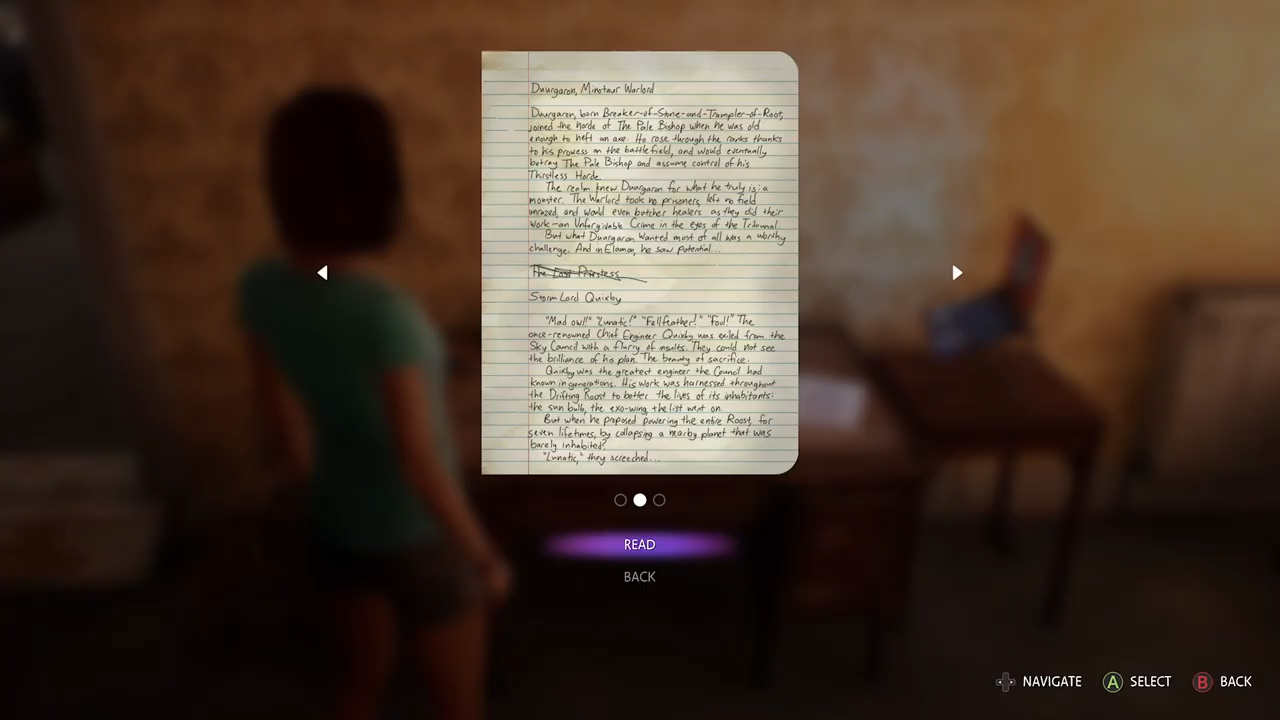 Duurgaron, Minotaur Warlord
Duurgaron, born Breaker-of-Stone-and-Trampler-of-Root,
joined the horde of The Pale Bishop when he was old
enough to heft an axe. He rose through the ranks thanks
to his prowess on the battlefield, and would eventually
betray The Pale Bishop and assume control of his
Thirstless Horde.
The realm knew Duurgaron for what he truly is: a
monster. The Warlord took no prisoners, left no field
unrazed, and would even butcher healers as they did their
work—an Unforgivable Crime in the eyes of the Tribunal.
But what Duurgaron wanted most of all was a worthy
challenge. And in Elamon, he saw potential...
The Lost Priestess
Storm Lord Quixby
"Mad owl!" "Lunatic!" "Fellfeather!" "Fool!" The
once-renowned Chief Engineer Quixby was exiled from the
Sky Council with a flurry of insults. They could not see
the brilliance of his plan. The beauty of sacrifice.
Quixby was the greatest engineer the Council had
known in generations. His work was harnessed throughout
the Drifting Roost to better the lives of its inhabitants:
the sun bulb, the exo-wing, the list went on.
But when he proposed powering the entire Roost, for
seven lifetimes, by collapsing a nearby planet that was
barely inhabited?
"Lunatic," they screeched...
READ
BACK
NAVIGATE A SELECT B BACK